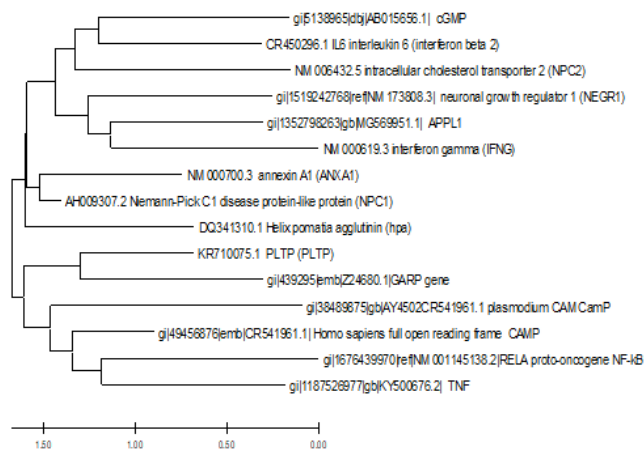 gi|5138965|dbj|AB015656.1| cGMP
CR450296.1 IL6 interleukin 6 (interferon beta 2)
NM 006432.5 intracellular cholesterol transporter 2 (NPC2)
gi|1519242768|ref|NM 173808.3| neuronal growth regulator 1 (NEGR1)
gi|1352798263|gb|MG569951.1| APPL1
NM 000619.3 interferon gamma (IFNG)
NM 000700.3 annexin A1 (ANXA1)
AH009307.2 Niemann-Pick C1 disease protein-like protein (NPC1)
DQ341310.1 Helix pomatia agglutinin (hpa)
KR710075.1 PLTP (PLTP)
gi|439295|emb|Z24680.1|GARP gene
gi|38489875|gb|AY4502CR541961.1 plasmodium CAM CamP
gi|49456876|emb|CR541961.1| Homo sapiens full open reading frame CAMP
gi|1676439970|ref|NM 001145138.2|RELA proto-oncogene NF-kB
gi|1187526977|gb|KY500676.2| TNF
1.50 1.00 0.50 0.00